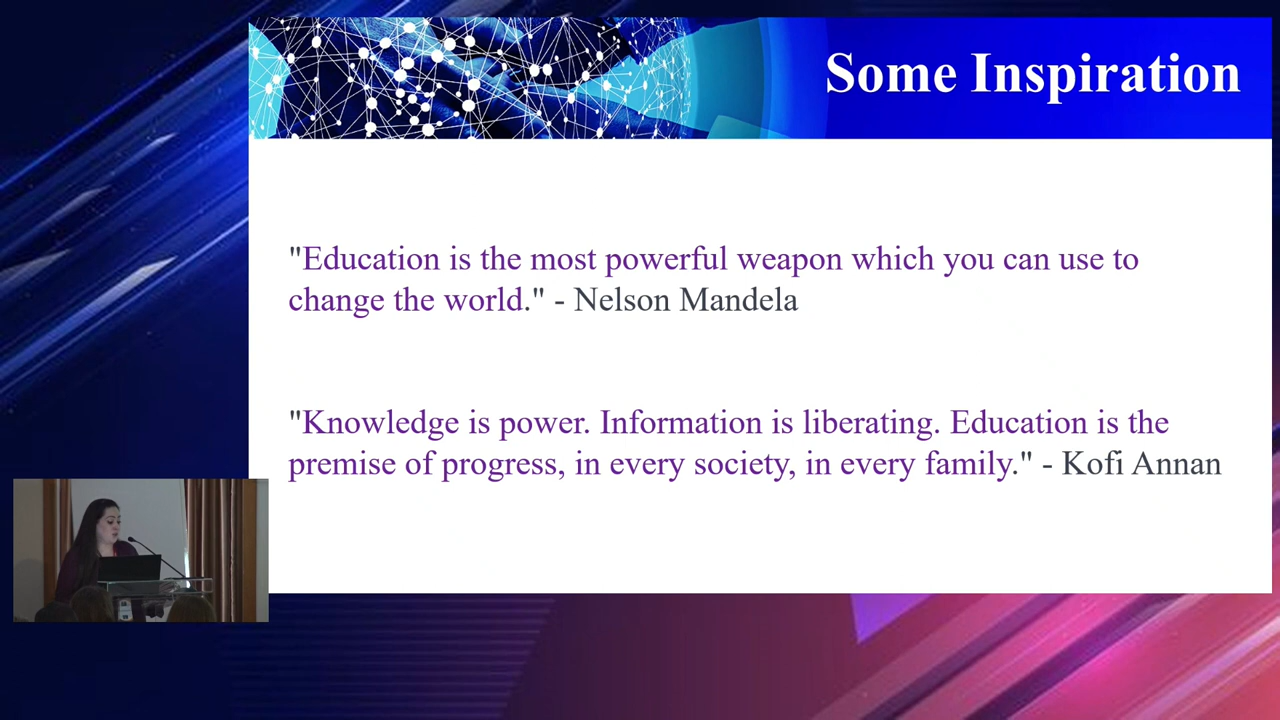 Some Inspiration
"Education is the most powerful weapon which you can use to
change the world." - Nelson Mandela
"Knowledge is power. Information is liberating. Education is the
premise of progress, in every society, in every family." - Kofi Annan